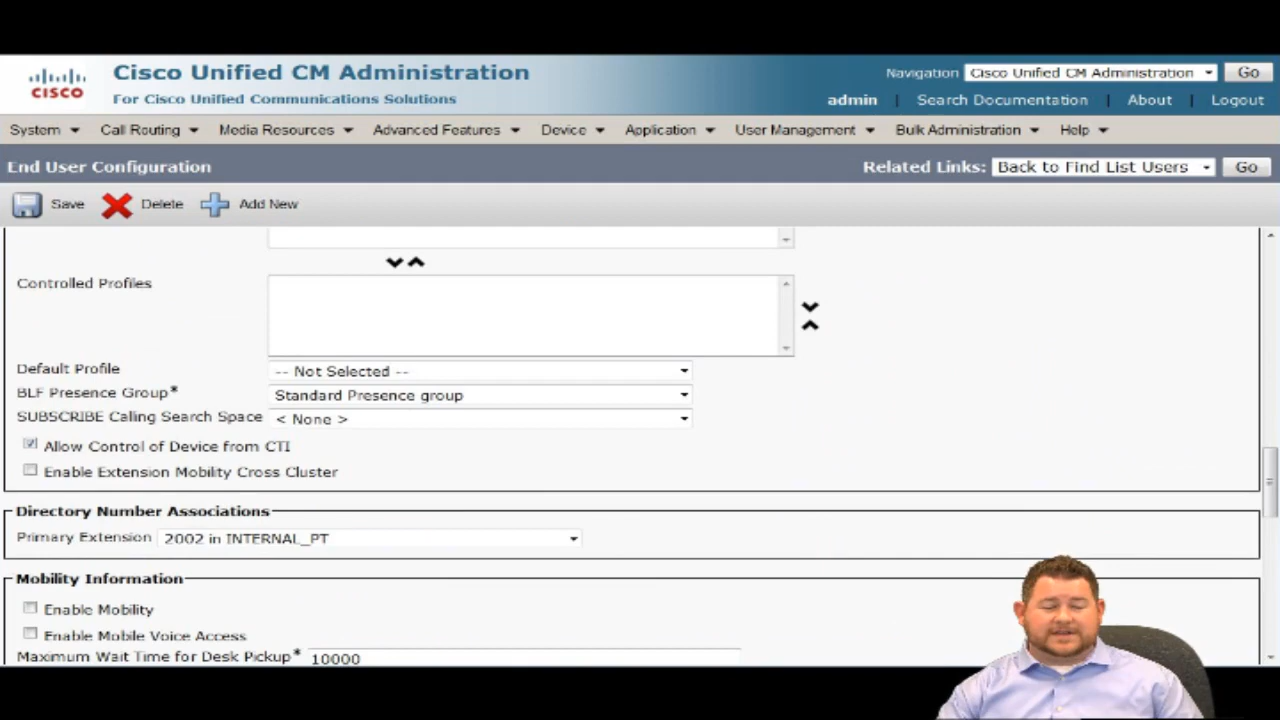 Cisco Unified CM Administration
For Cisco Unified Communications Solutions
CISCO
Navigation Cisco Unified CM Administration Go
admin | Search Documentation | About | Logout
System Call Routing Media Resources Advanced Features Device Application User Management Bulk Administration Help
End User Configuration Related Links: Back to Find List Users Go
Save Delete Add New
Controlled Profiles
Default Profile -- Not Selected --
BLF Presence Group* Standard Presence group
SUBSCRIBE Calling Search Space < None >
Allow Control of Device from CTI
Enable Extension Mobility Cross Cluster
Directory Number Associations
Primary Extension 2002 in INTERNAL_PT
Mobility Information
Enable Mobility
Enable Mobile Voice Access
Maximum Wait Time for Desk Pickup* 10000